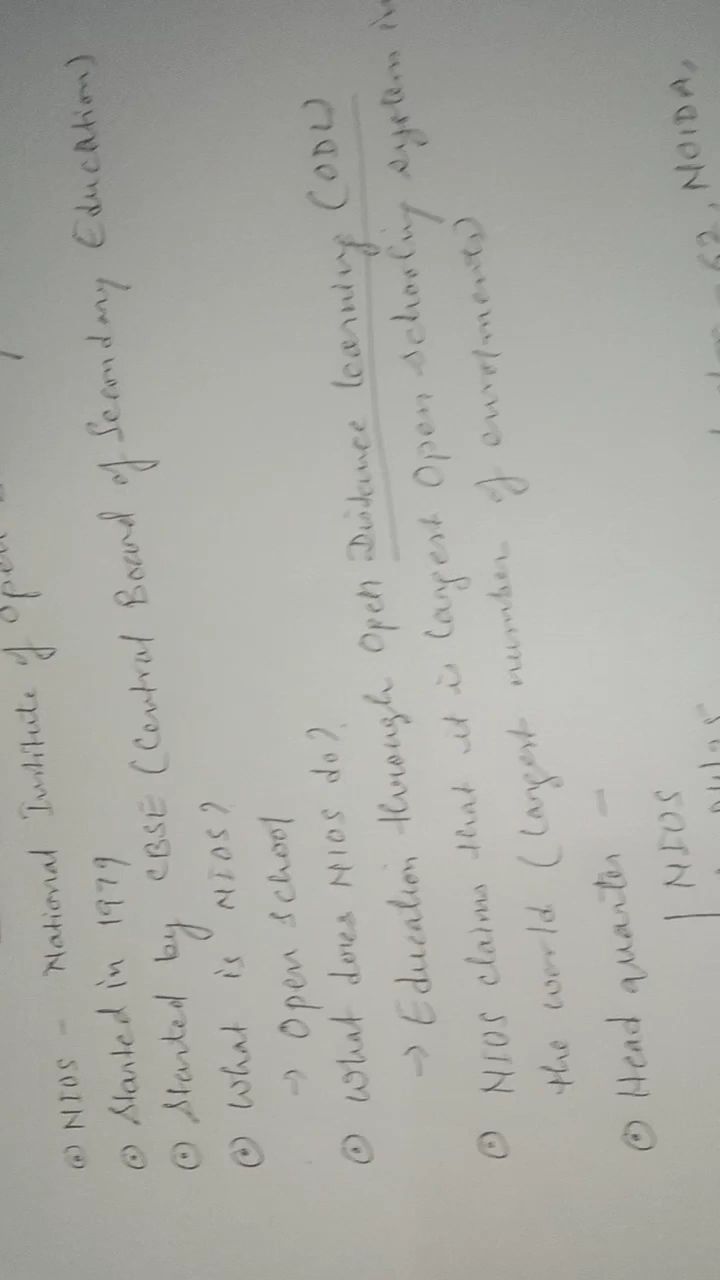 ⊙ NIOS - National Institute of Open
⊙ Started in 1979
⊙ Started by CBSE (Central Board of Secondary Education)
⊙ What is NIOS?
→ Open School
⊙ What does NIOS do?
→ Education through Open Distance learning (ODL)
⊙ NIOS claims that it is largest Open Schooling system in
the world (largest number of enrolments)
⊙ Head quarter -
NIOS
62, NOIDA,